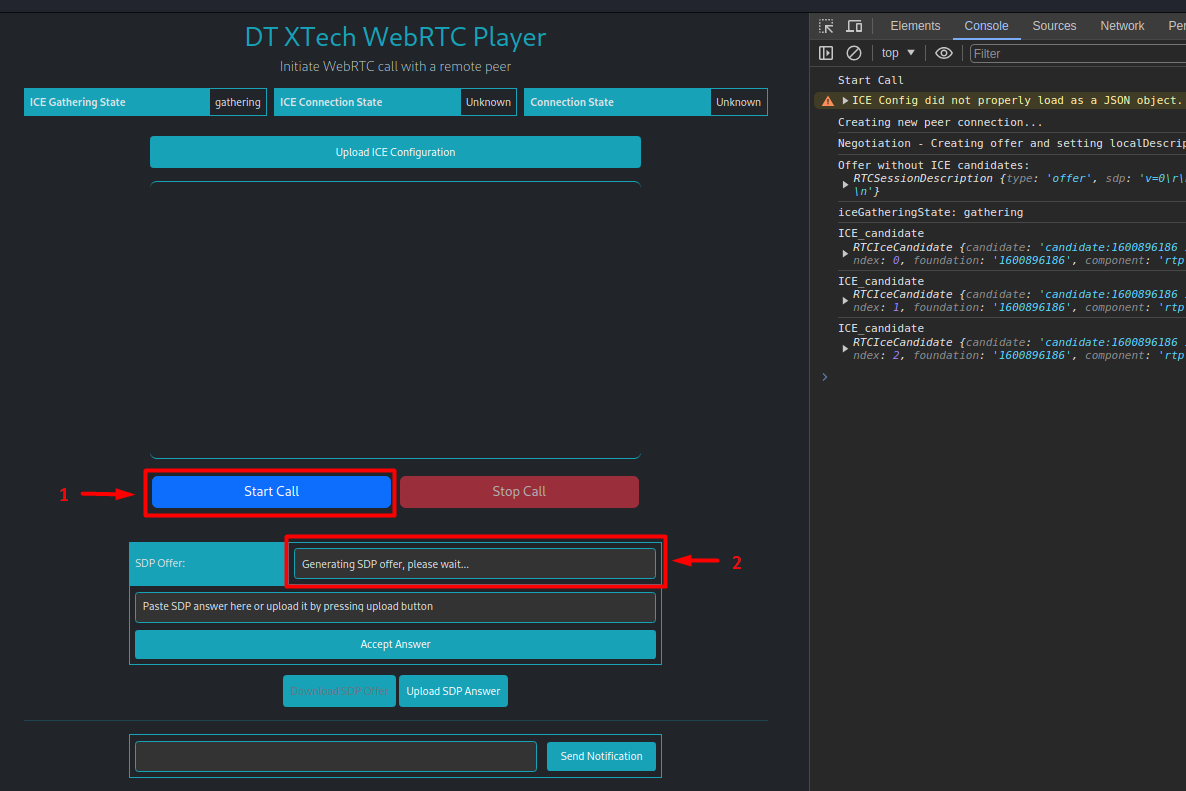 DT XTech WebRTC Player
Initiate WebRTC call with a remote peer
ICE Gathering State gathering ICE Connection State Unknown Connection State Unknown
Upload ICE Configuration
1 Start Call Stop Call
SDP Offer: Generating SDP offer, please wait... 2
Paste SDP answer here or upload it by pressing upload button
Accept Answer
Download SDP Offer Upload SDP Answer
Send Notification
Elements Console Sources Network
top Filter
Start Call
ICE Config did not properly load as a JSON object.
Creating new peer connection...
Negotiation - Creating offer and setting localDescrip
Offer without ICE candidates:
RTCSessionDescription {type: 'offer', sdp: 'v=0\r\
\n'}
iceGatheringState: gathering
ICE_candidate
RTCIceCandidate {candidate: 'candidate:1600896186
ndex: 0, foundation: '1600896186', component: 'rtp
ICE_candidate
RTCIceCandidate {candidate: 'candidate:1600896186
ndex: 1, foundation: '1600896186', component: 'rtp
ICE_candidate
RTCIceCandidate {candidate: 'candidate:1600896186
ndex: 2, foundation: '1600896186', component: 'rtp